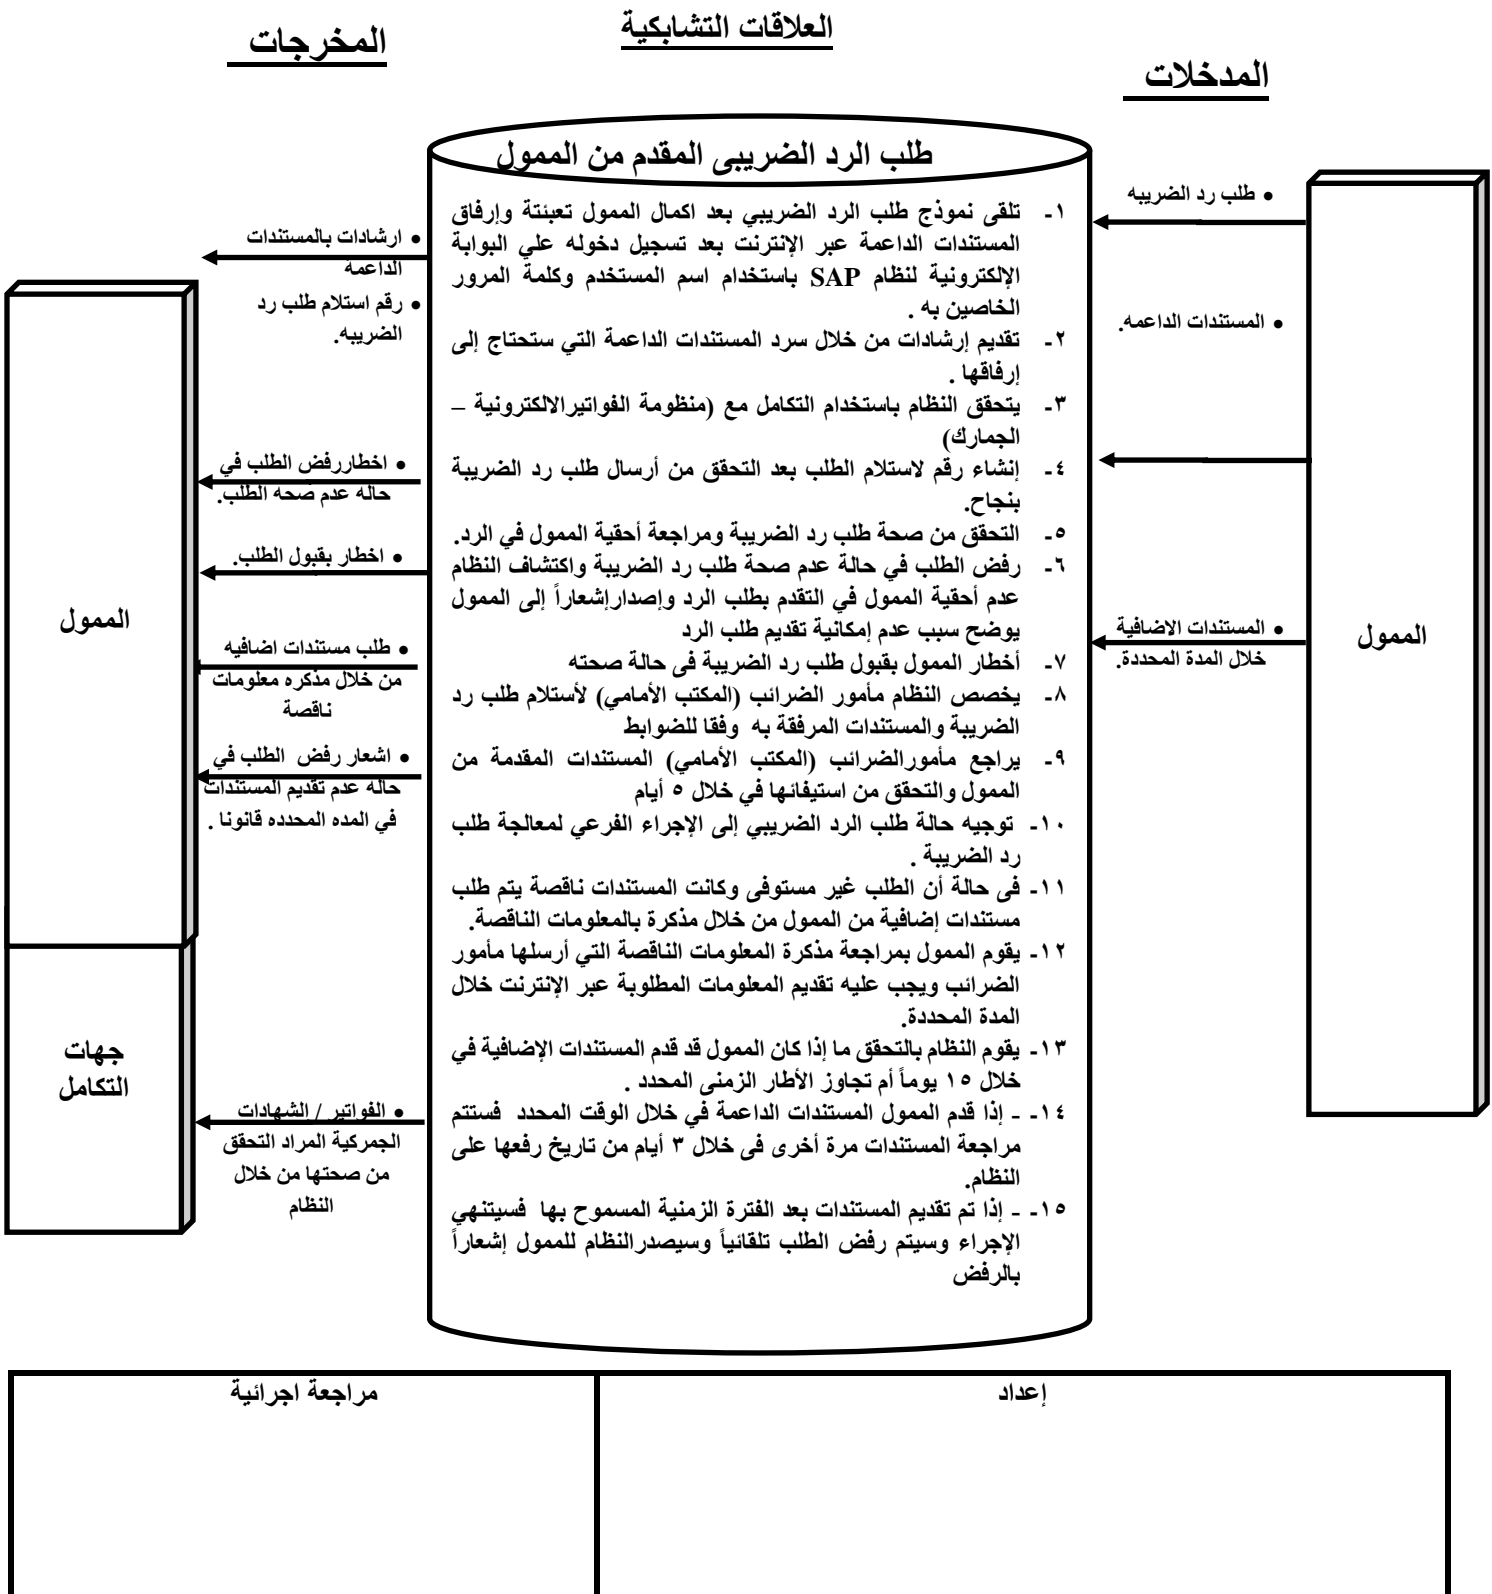 العلاقات التشابكية
المخرجات
المدخلات
طلب الرد الضريبى المقدم من الممول
• طلب رد الضريبه
• المستندات الداعمه.
• المستندات الاضافية
خلال المدة المحددة.
الممول
١- تلقى نموذج طلب الرد الضريبي بعد اكمال الممول تعبئتة وإرفاق
المستندات الداعمة عبر الإنترنت بعد تسجيل دخوله علي البوابة
الإلكترونية لنظام SAP باستخدام اسم المستخدم وكلمة المرور
الخاصين به .
٢- تقديم إرشادات من خلال سرد المستندات الداعمة التي ستحتاج إلى
إرفاقها .
٣- يتحقق النظام باستخدام التكامل مع (منظومة الفواتيرالالكترونية –
الجمارك)
٤- إنشاء رقم لاستلام الطلب بعد التحقق من أرسال طلب رد الضريبة
بنجاح.
٥- التحقق من صحة طلب رد الضريبة ومراجعة أحقية الممول في الرد.
٦- رفض الطلب في حالة عدم صحة طلب رد الضريبة واكتشاف النظام
عدم أحقية الممول في التقدم بطلب الرد وإصدارإشعاراً إلى الممول
يوضح سبب عدم إمكانية تقديم طلب الرد
٧- أخطار الممول بقبول طلب رد الضريبة فى حالة صحته
٨- يخصص النظام مأمور الضرائب (المكتب الأمامي) لأستلام طلب رد
الضريبة والمستندات المرفقة به وفقا للضوابط
٩- يراجع مأمورالضرائب (المكتب الأمامي) المستندات المقدمة من
الممول والتحقق من استيفائها في خلال ٥ أيام
١٠- توجيه حالة طلب الرد الضريبي إلى الإجراء الفرعي لمعالجة طلب
رد الضريبة .
١١- فى حالة أن الطلب غير مستوفى وكانت المستندات ناقصة يتم طلب
مستندات إضافية من الممول من خلال مذكرة بالمعلومات الناقصة.
١٢- يقوم الممول بمراجعة مذكرة المعلومات الناقصة التي أرسلها مأمور
الضرائب ويجب عليه تقديم المعلومات المطلوبة عبر الإنترنت خلال
المدة المحددة.
١٣- يقوم النظام بالتحقق ما إذا كان الممول قد قدم المستندات الإضافية في
خلال ١٥ يوماً أم تجاوز الأطار الزمنى المحدد .
١٤- - إذا قدم الممول المستندات الداعمة في خلال الوقت المحدد فستتم
مراجعة المستندات مرة أخرى فى خلال ٣ أيام من تاريخ رفعها على
النظام.
١٥- - إذا تم تقديم المستندات بعد الفترة الزمنية المسموح بها فسيتنهي
الإجراء وسيتم رفض الطلب تلقائياً وسيصدرالنظام للممول إشعاراً
بالرفض
• ارشادات بالمستندات
الداعمة
• رقم استلام طلب رد
الضريبه.
• اخطاررفض الطلب في
حاله عدم صحه الطلب.
• اخطار بقبول الطلب.
• طلب مستندات اضافيه
من خلال مذكره معلومات
ناقصة
• اشعار رفض الطلب في
حاله عدم تقديم المستندات
في المده المحدده قانونا .
• الفواتير / الشهادات
الجمركية المراد التحقق
من صحتها من خلال
النظام
الممول
جهات
التكامل
إعداد
مراجعة اجرائية